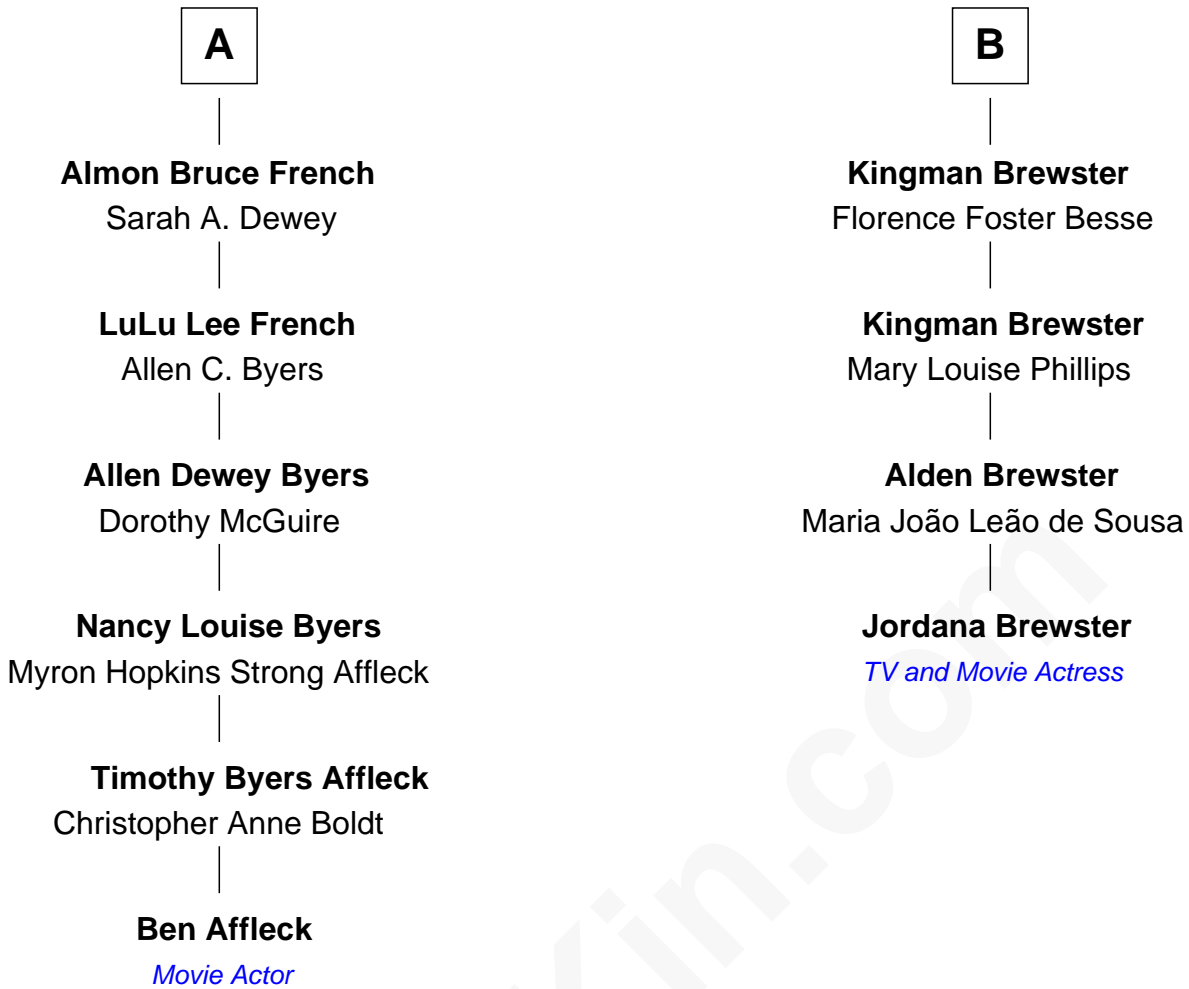 A
Almon Bruce French
Sarah A. Dewey
LuLu Lee French
Allen C. Byers
Allen Dewey Byers
Dorothy McGuire
Nancy Louise Byers
Myron Hopkins Strong Affleck
Timothy Byers Affleck
Christopher Anne Boldt
Ben Affleck
Movie Actor
B
Kingman Brewster
Florence Foster Besse
Kingman Brewster
Mary Louise Phillips
Alden Brewster
Maria João Leão de Sousa
Jordana Brewster
TV and Movie Actress
Kin.com